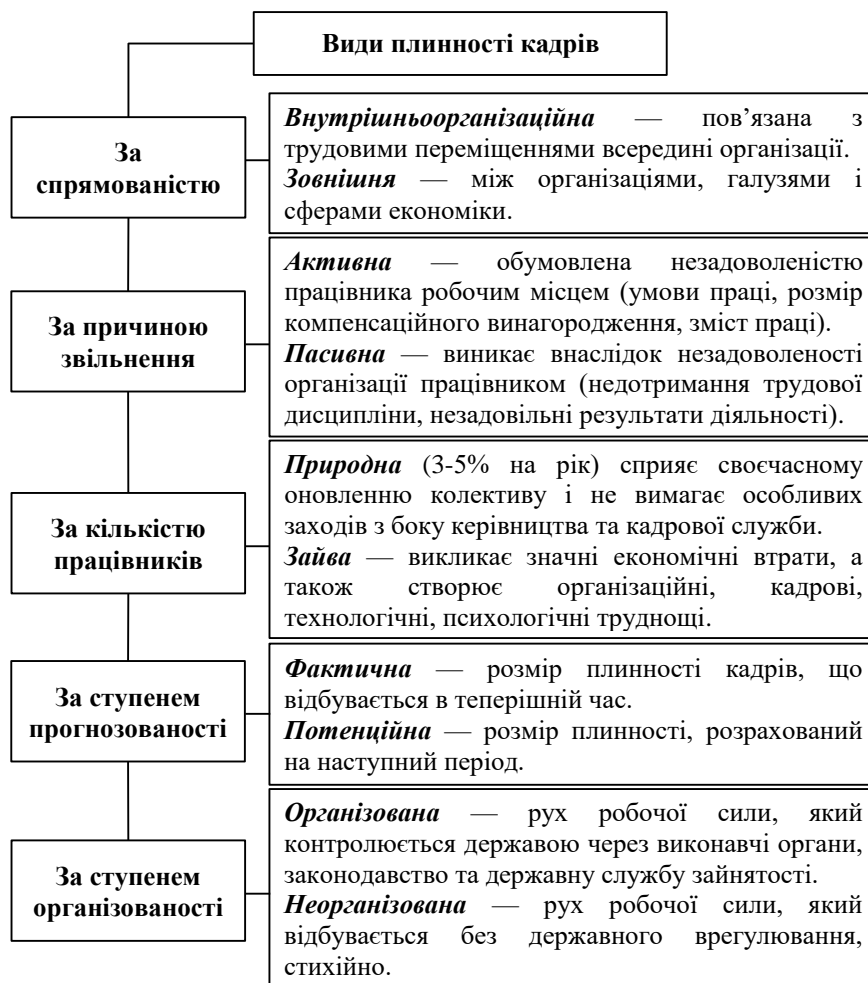 Види плинності кадрів
За
спрямованістю
Внутрішньоорганізаційна — пов’язана з
трудовими переміщеннями всередині організації.
Зовнішня — між організаціями, галузями і
сферами економіки.
За причиною
звільнення
Активна — обумовлена незадоволеністю
працівника робочим місцем (умови праці, розмір
компенсаційного винагородження, зміст праці).
Пасивна — виникає внаслідок незадоволеності
організації працівником (недотримання трудової
дисципліни, незадовільні результати діяльності).
За кількістю
працівників
Природна (3-5% на рік) сприяє своєчасному
оновленню колективу і не вимагає особливих
заходів з боку керівництва та кадрової служби.
Зайва — викликає значні економічні втрати, а
також створює організаційні, кадрові,
технологічні, психологічні труднощі.
За ступенем
прогнозованості
Фактична — розмір плинності кадрів, що
відбувається в теперішній час.
Потенційна — розмір плинності, розрахований
на наступний період.
За ступенем
організованості
Організована — рух робочої сили, який
контролюється державою через виконавчі органи,
законодавство та державну службу зайнятості.
Неорганізована — рух робочої сили, який
відбувається без державного врегулювання,
стихійно.